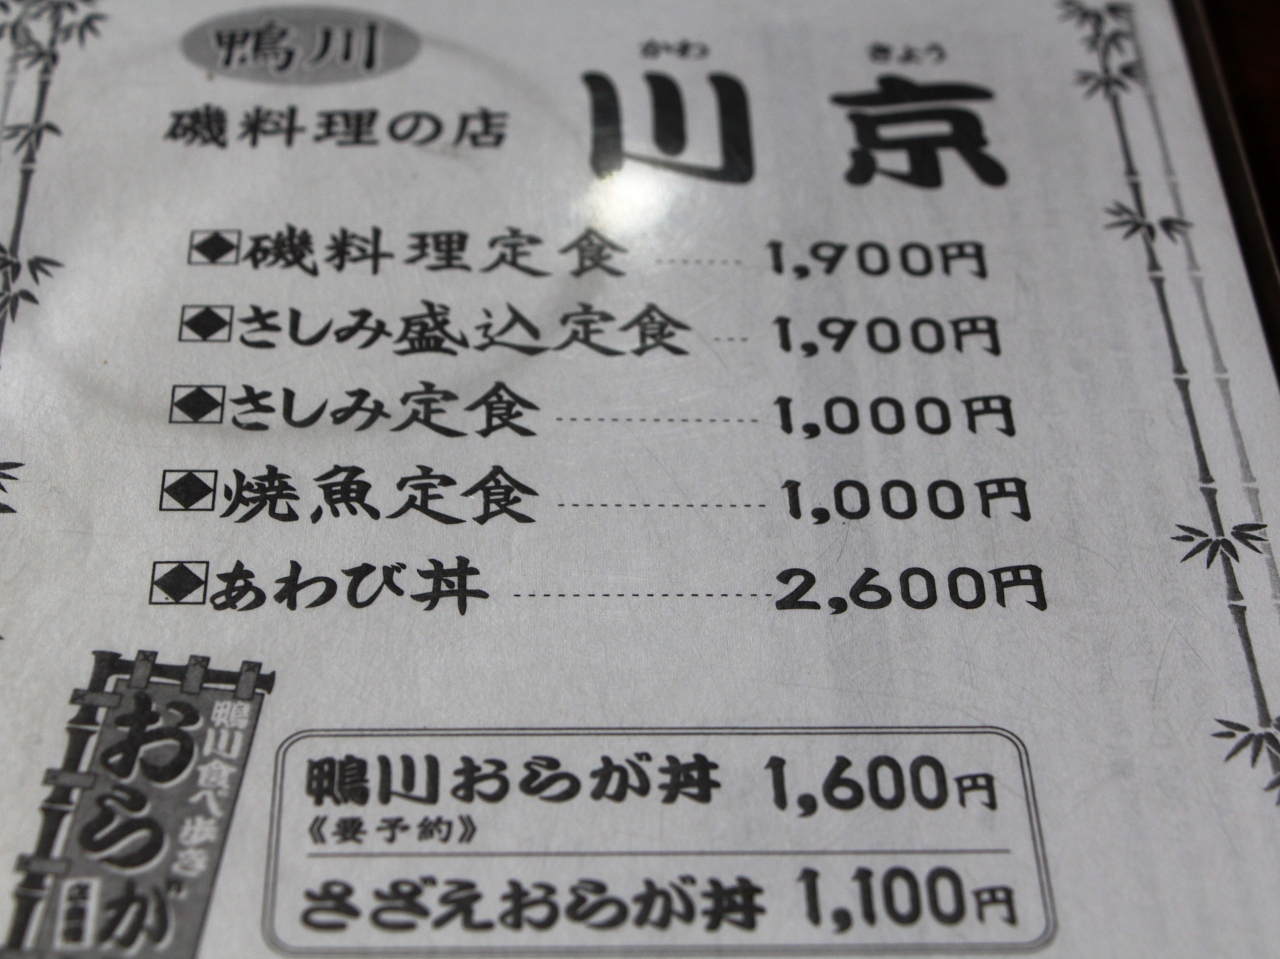 鴨川
磯料理の店
かわ きょう
川京
磯料理定食 1,900円
さしみ盛込定食 1,900円
さしみ定食 1,000円
焼魚定食 1,000円
あわび丼 2,600円
鴨川食べ歩き
おらが
鴨川おらが丼 1,600円
《要予約》
さざえおらが丼 1,100円